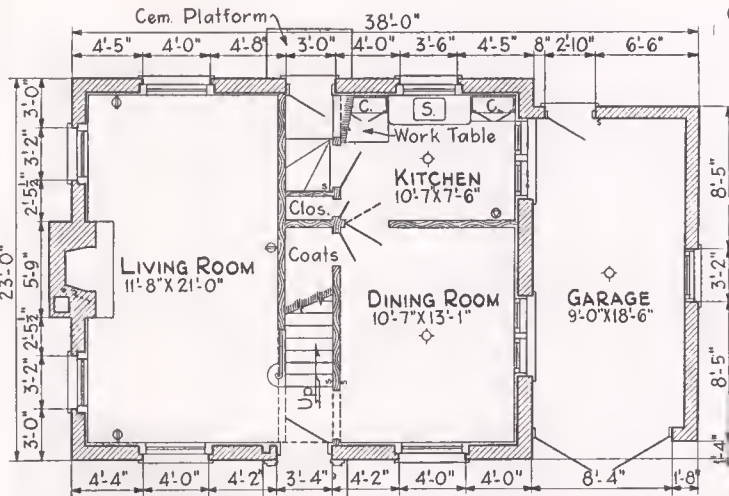 Cem. Platform
38'-0"
4'-5" 4'-0" 4'-8" 3'-0" 4'-0" 3'-6" 4'-5" 8" 2'-10" 6'-6"
23'-0"
3'-0"
3'-2"
2'-5½"
5'-9"
2'-5½"
3'-2"
3'-0"
C. S. C.
Work Table
KITCHEN
10'-7"X7'-6"
s
Clos.
Coats
LIVING ROOM
11'-8"X21'-0"
DINING ROOM
10'-7"X13'-1"
GARAGE
9'-0"X18'-6"
Up
s s
s
s
8'-5"
3'-2"
8'-5"
1'-4"
4'-4" 4'-0" 4'-2" 3'-4" 4'-2" 4'-0" 4'-0" 8'-4" 1'-8"